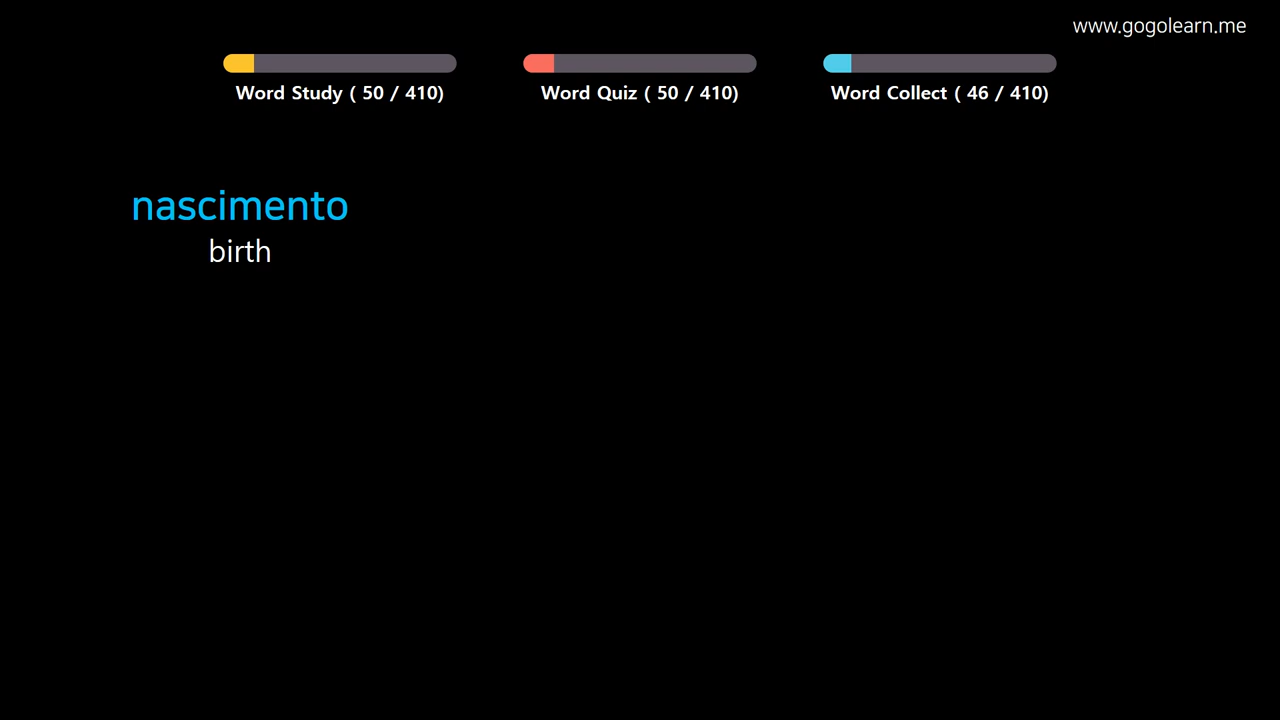 www.gogolearn.me
Word Study ( 50 / 410)
Word Quiz ( 50 / 410)
Word Collect ( 46 / 410)
nascimento
birth